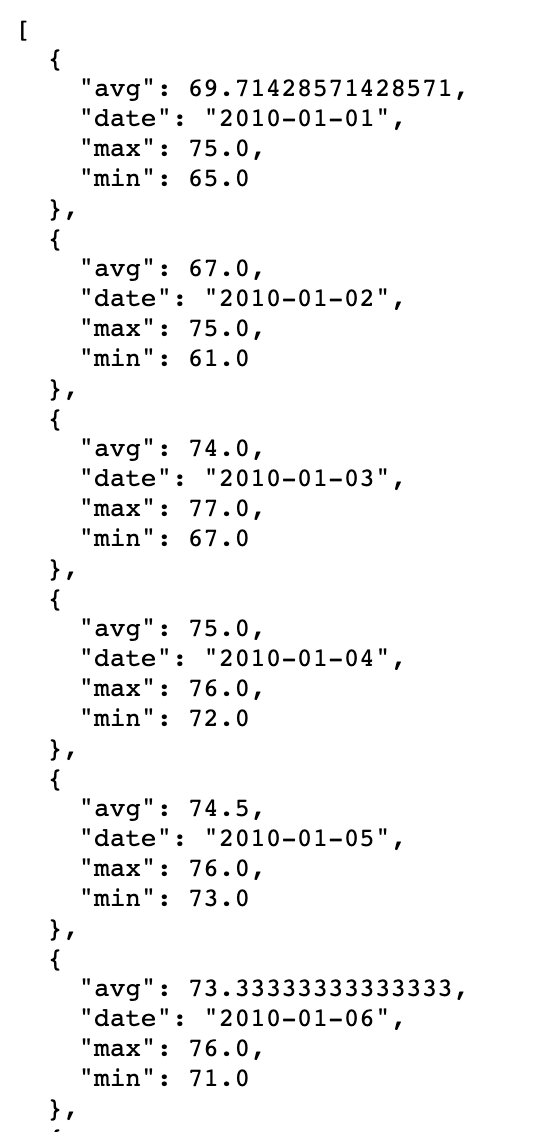 [
  {
    "avg": 69.71428571428571,
    "date": "2010-01-01",
    "max": 75.0,
    "min": 65.0
  },
  {
    "avg": 67.0,
    "date": "2010-01-02",
    "max": 75.0,
    "min": 61.0
  },
  {
    "avg": 74.0,
    "date": "2010-01-03",
    "max": 77.0,
    "min": 67.0
  },
  {
    "avg": 75.0,
    "date": "2010-01-04",
    "max": 76.0,
    "min": 72.0
  },
  {
    "avg": 74.5,
    "date": "2010-01-05",
    "max": 76.0,
    "min": 73.0
  },
  {
    "avg": 73.33333333333333,
    "date": "2010-01-06",
    "max": 76.0,
    "min": 71.0
  },